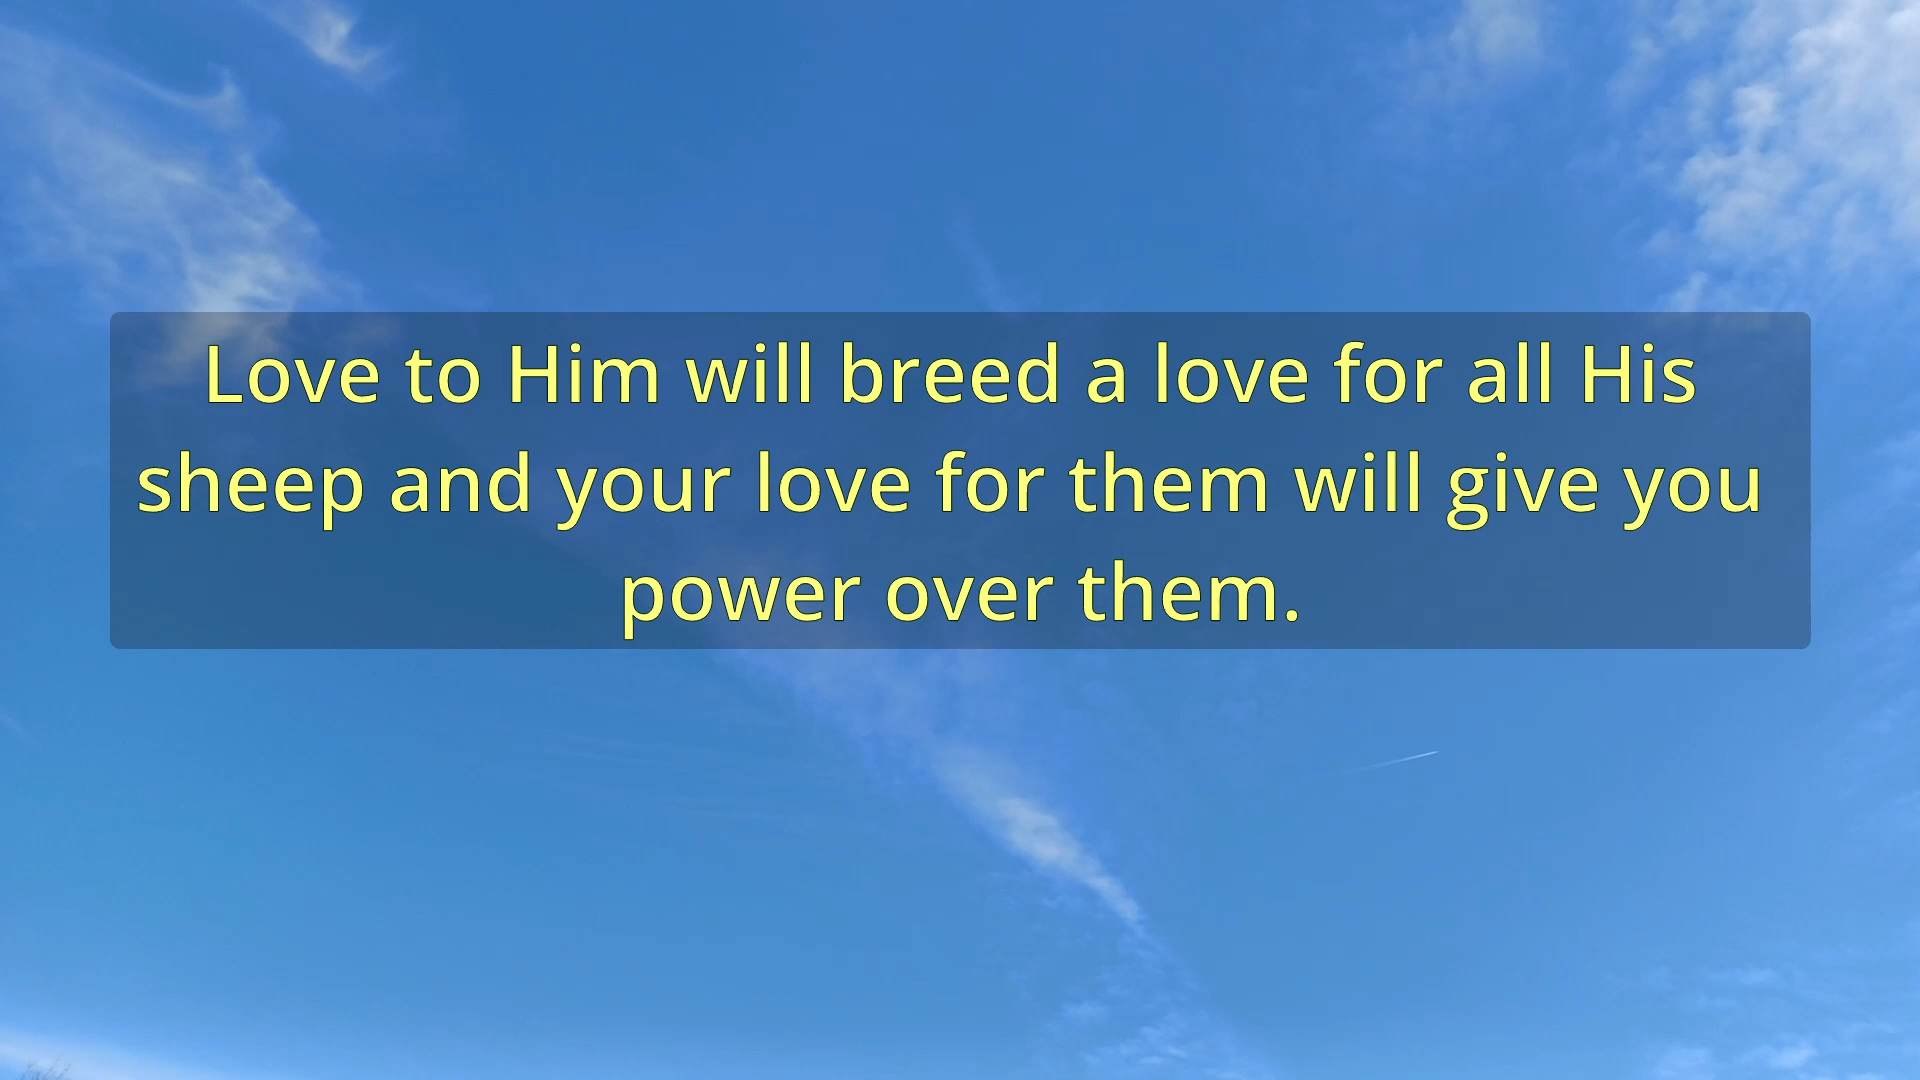 Love to Him will breed a love for all His
sheep and your love for them will give you
power over them.